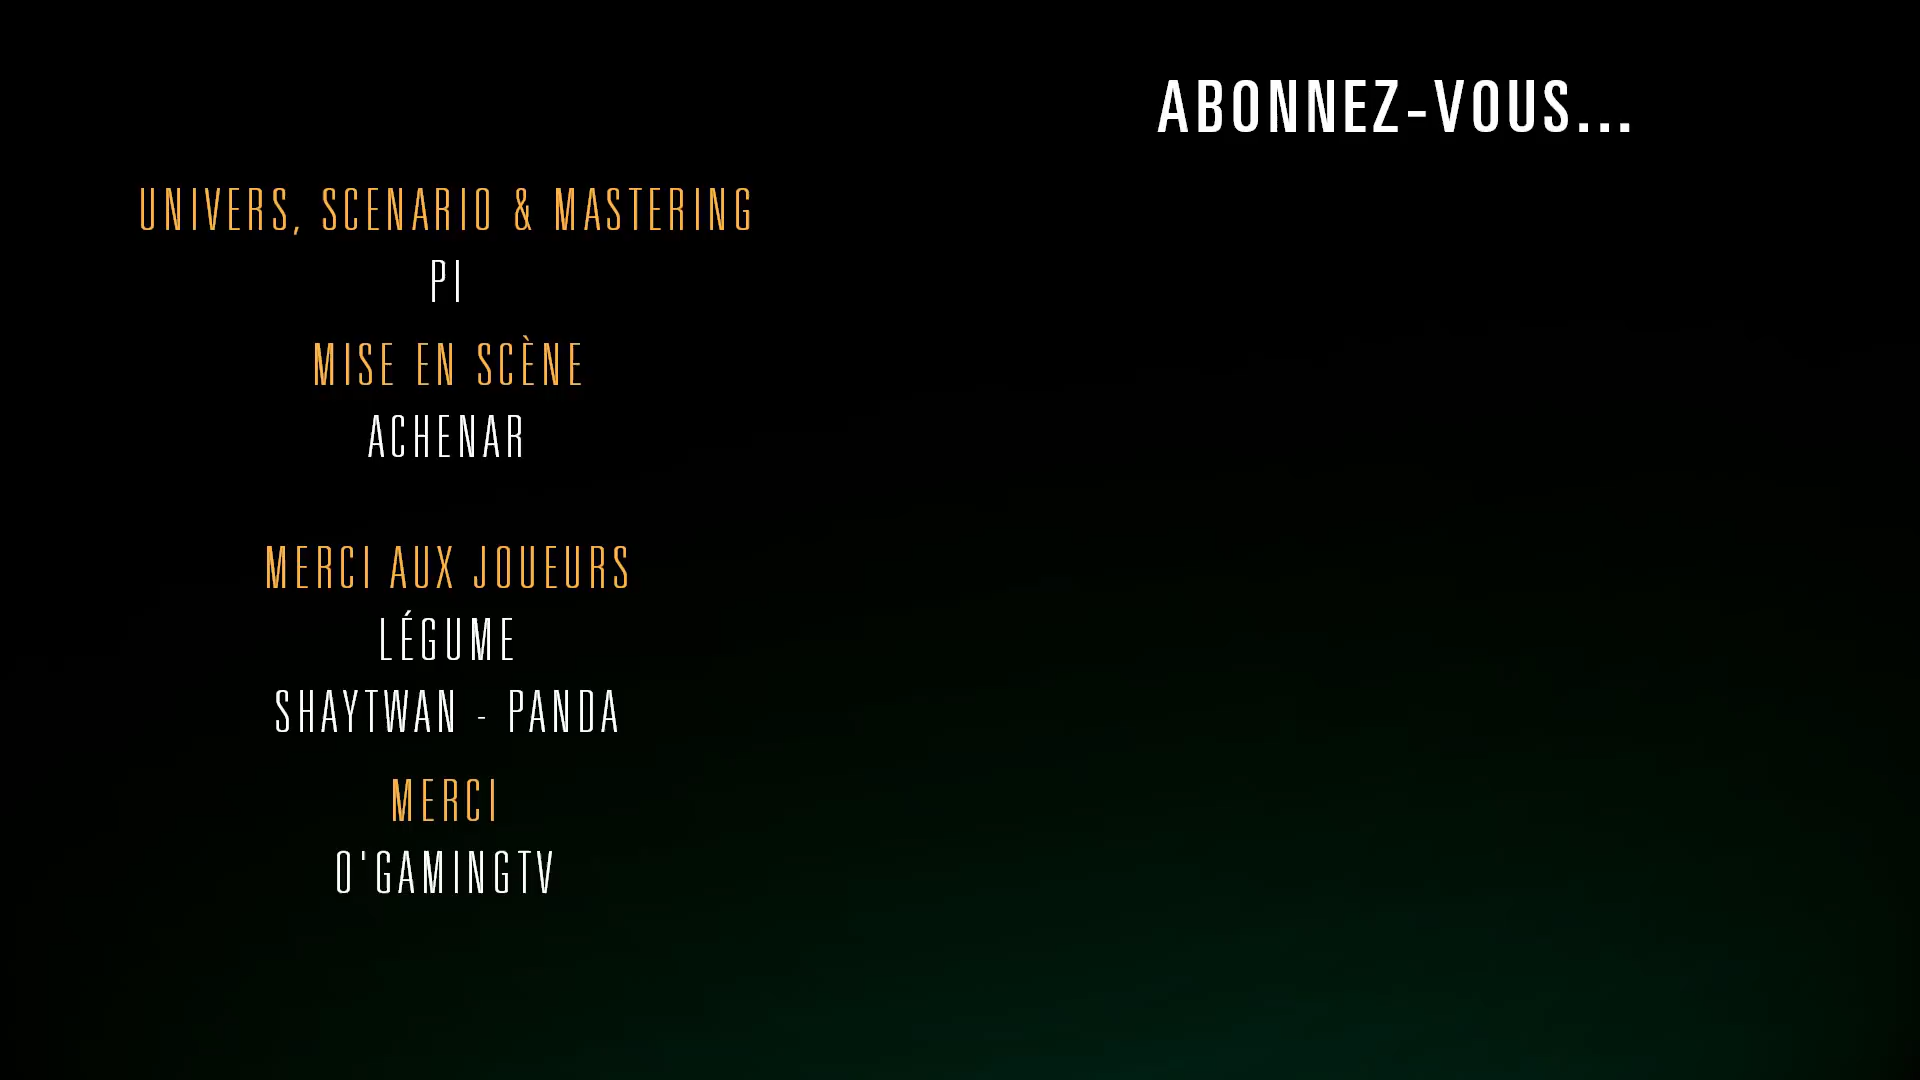 ABONNEZ-VOUS...
UNIVERS, SCENARIO & MASTERING
PI
MISE EN SCÈNE
ACHENAR
MERCI AUX JOUEURS
LÉGUME
SHAYTWAN - PANDA
MERCI
O'GAMINGTV